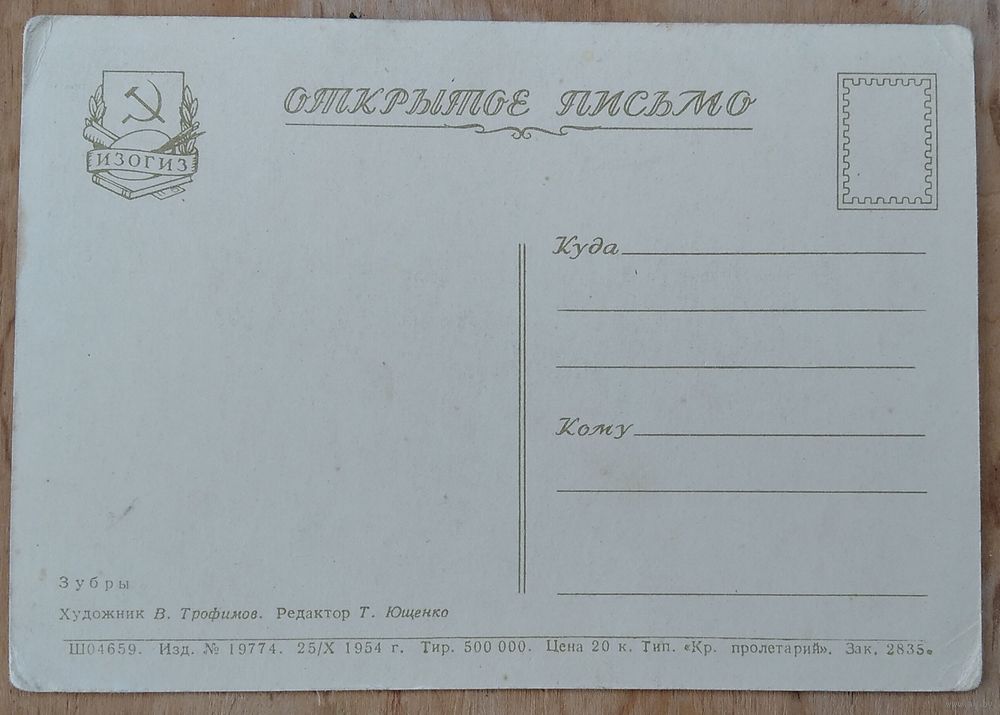 ИЗОГИЗ
ОТКРЫТОЕ ПИСЬМО
Куда
Кому
Зубры
Художник В. Трофимов. Редактор Т. Ющенко
Ш04659. Изд. № 19774. 25/X 1954 г. Тир. 500 000. Цена 20 к. Тип. «Кр. пролетарий». Зак. 2835.